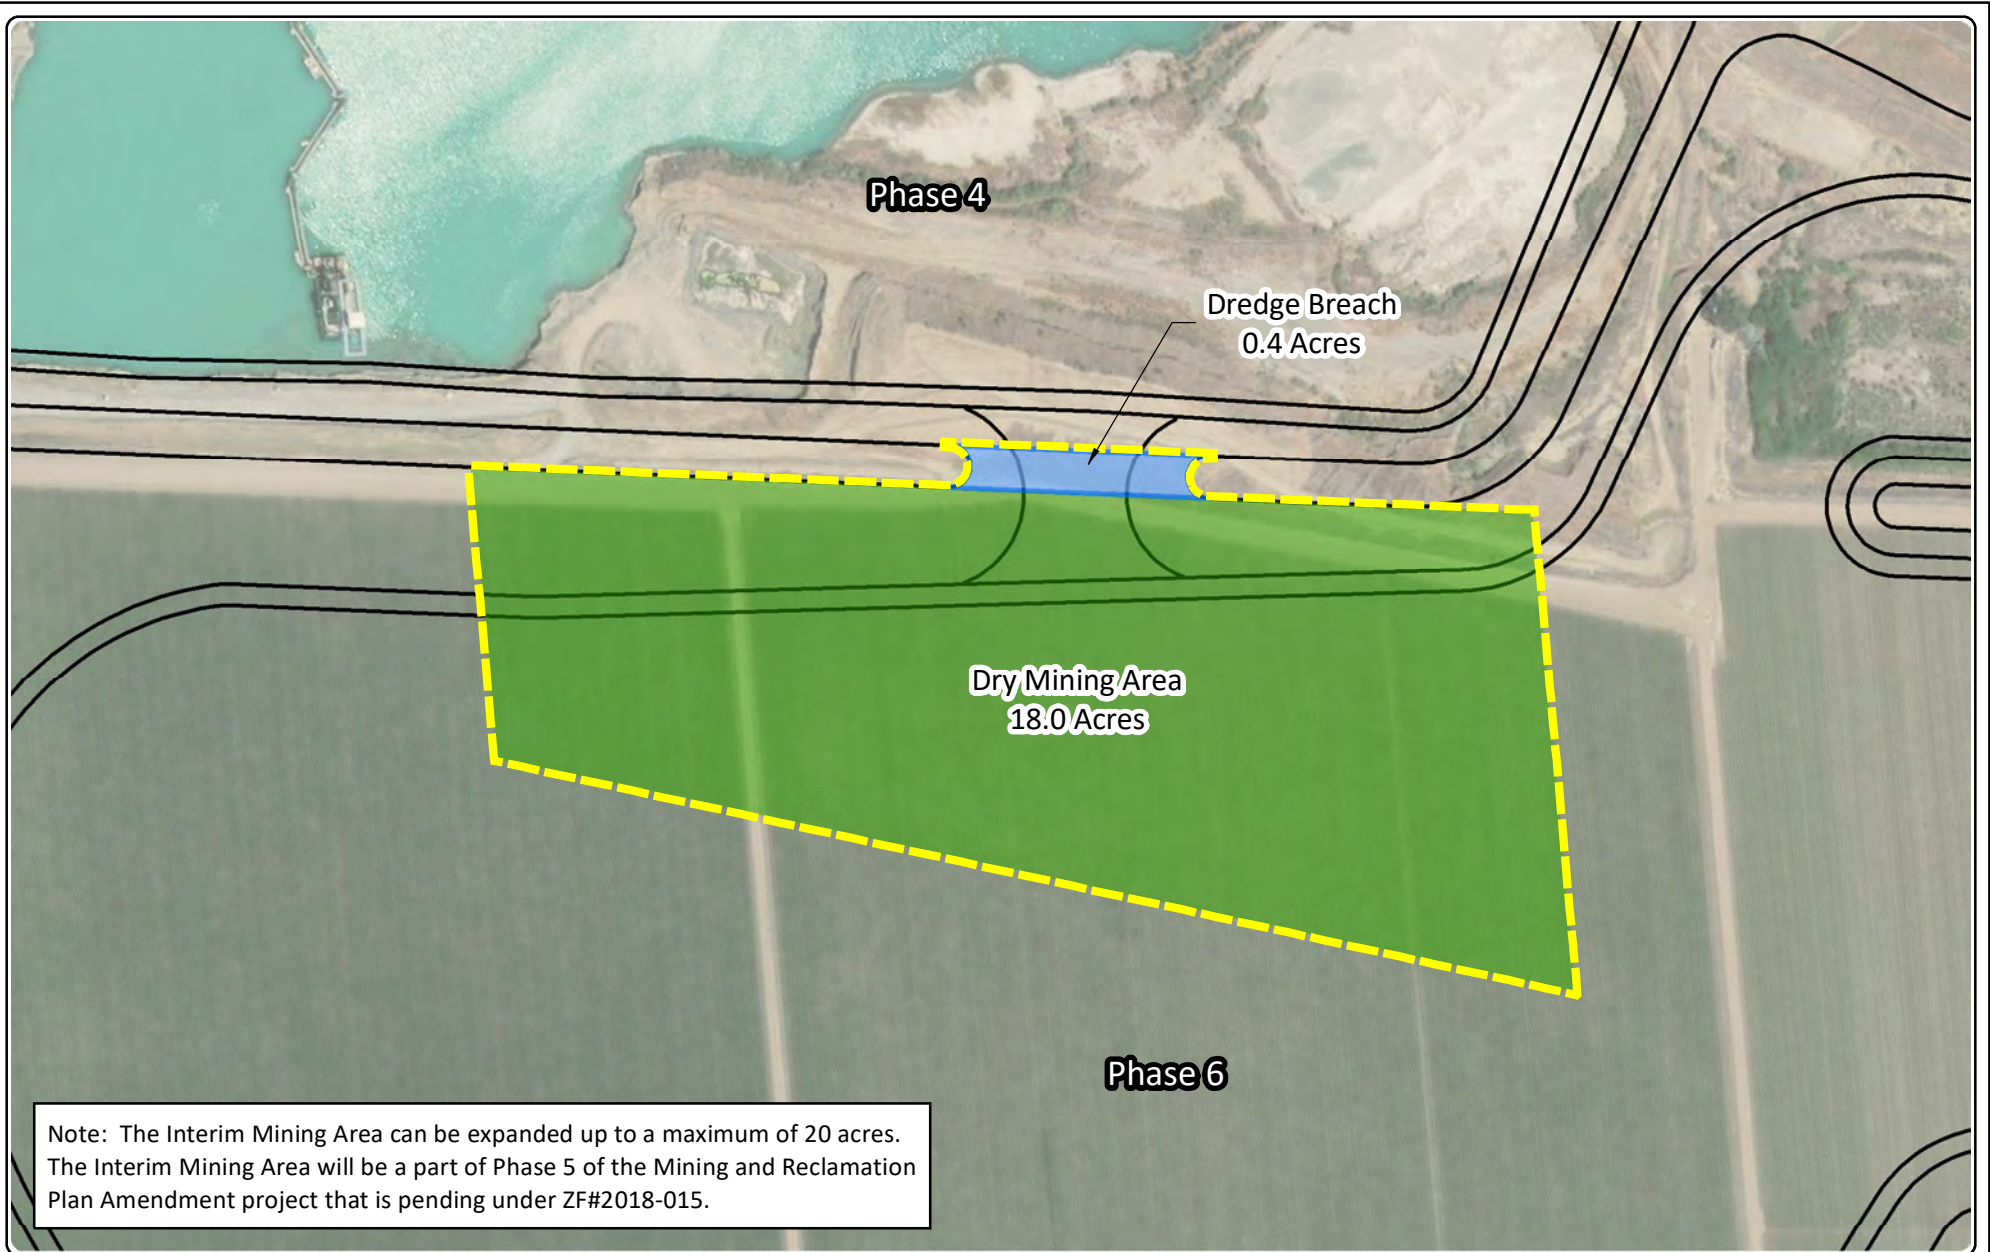 Phase 4
Dredge Breach
0.4 Acres
Dry Mining Area
18.0 Acres
Phase 6
Note: The Interim Mining Area can be expanded up to a maximum of 20 acres.
The Interim Mining Area will be a part of Phase 5 of the Mining and Reclamation
Plan Amendment project that is pending under ZF#2018-015.